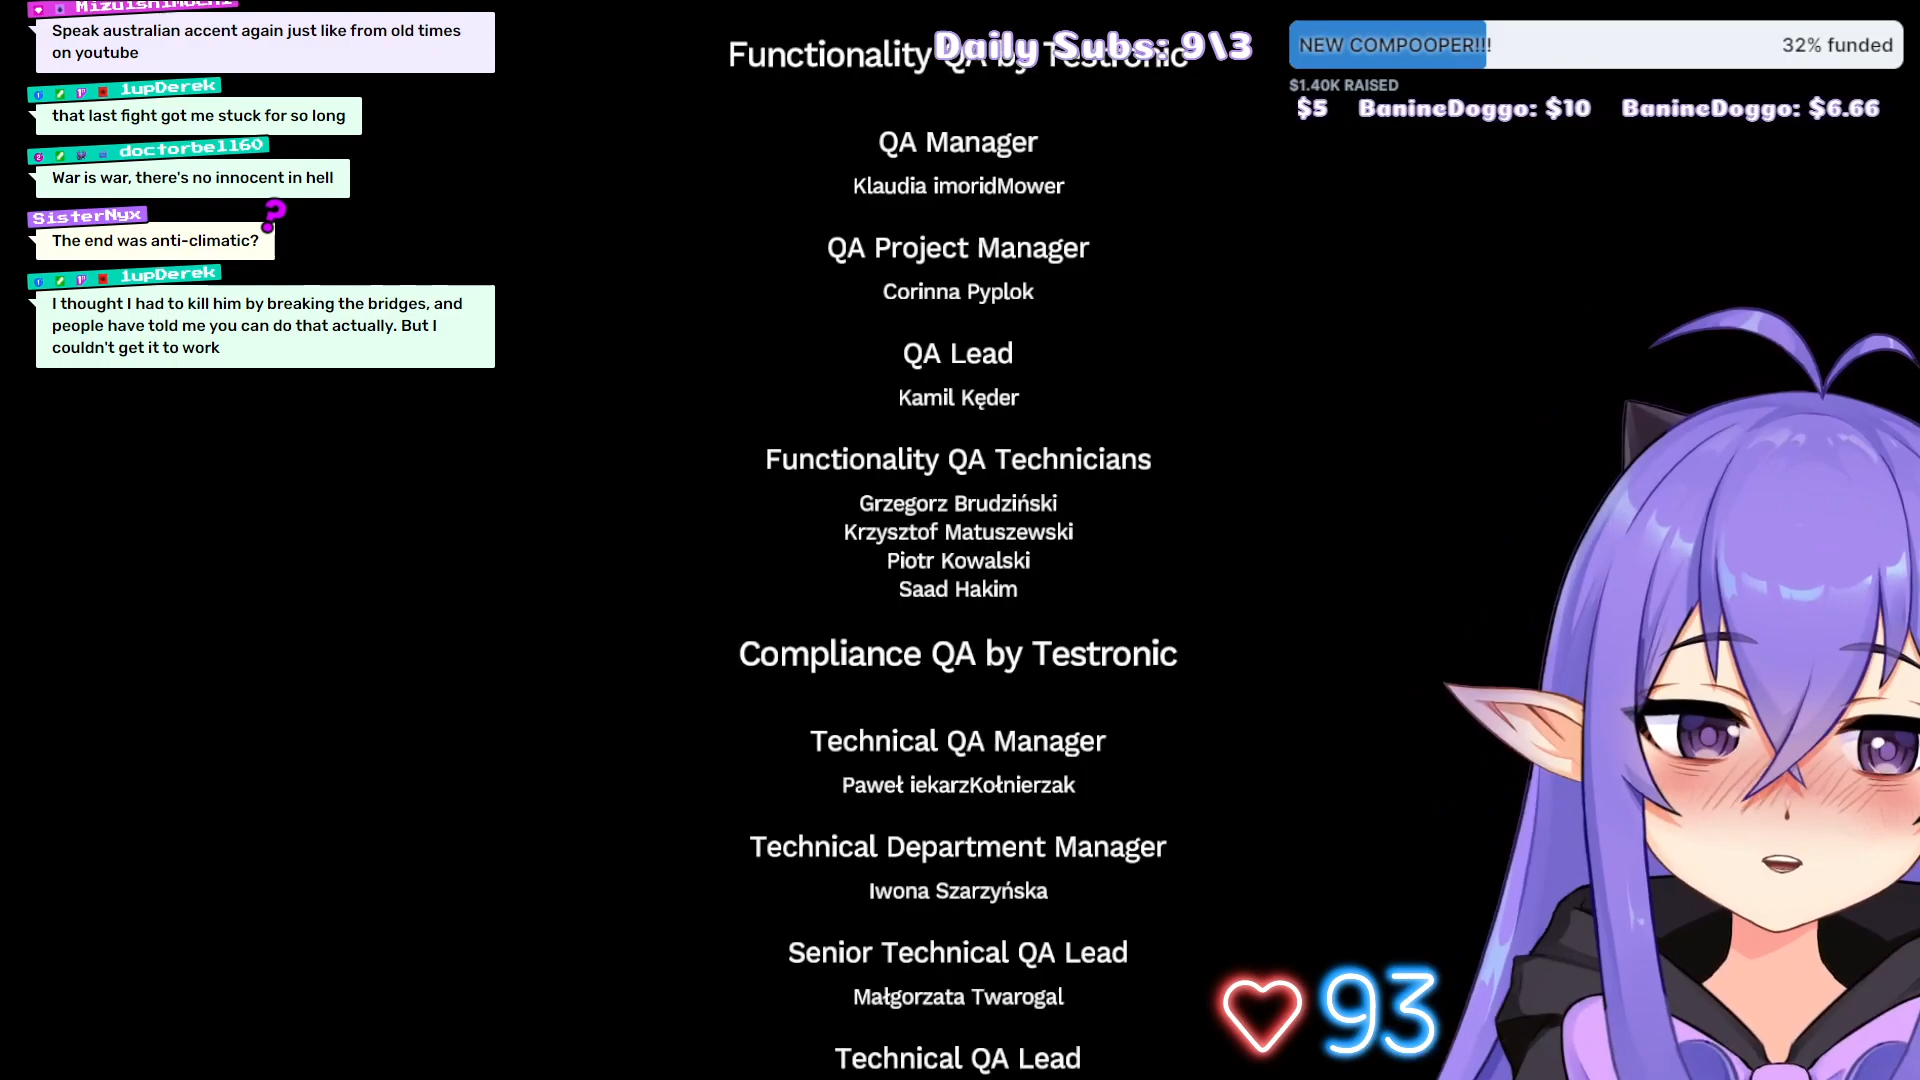 MizuishiMochi
Speak australian accent again just like from old times
on youtube
1upDerek
that last fight got me stuck for so long
doctorbell60
War is war, there's no innocent in hell
SisterNyx
?
The end was anti-climatic?
1upDerek
I thought I had to kill him by breaking the bridges, and
people have told me you can do that actually. But I
couldn't get it to work
Functionality QA by Testronic
Daily Subs: 9\3
QA Manager
Klaudia imoridMower
QA Project Manager
Corinna Pyplok
QA Lead
Kamil Kęder
Functionality QA Technicians
Grzegorz Brudziński
Krzysztof Matuszewski
Piotr Kowalski
Saad Hakim
Compliance QA by Testronic
Technical QA Manager
Paweł iekarzKołnierzak
Technical Department Manager
Iwona Szarzyńska
Senior Technical QA Lead
Małgorzata Twarogal
Technical QA Lead
NEW COMPOOPER!!!
32% funded
$1.40K RAISED
$5 BanineDoggo: $10 BanineDoggo: $6.66
93